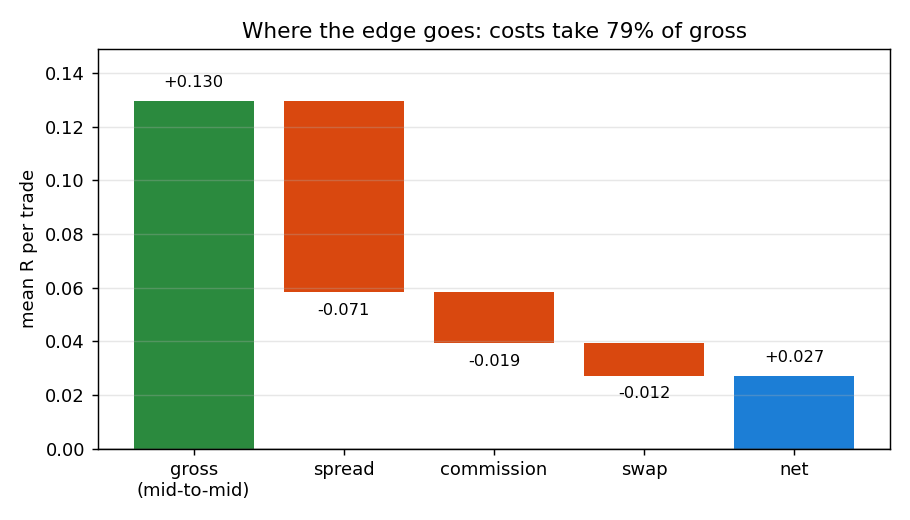 Where the edge goes: costs take 79% of gross
mean R per trade
0.14
0.12
0.10
0.08
0.06
0.04
0.02
0.00
+0.130
-0.071
-0.019
-0.012
+0.027
gross
(mid-to-mid)
spread
commission
swap
net